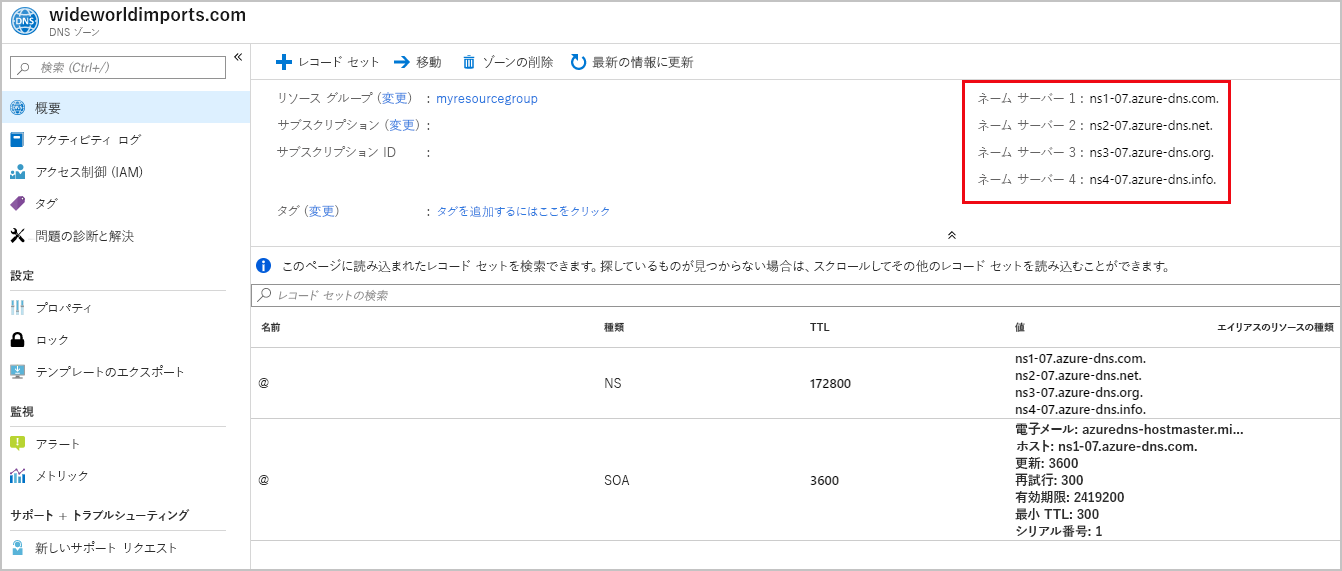 DNS
wideworldimports.com
DNS ゾーン
検索 (Ctrl+/)
«
概要
アクティビティ ログ
アクセス制御 (IAM)
タグ
問題の診断と解決
設定
プロパティ
ロック
テンプレートのエクスポート
監視
アラート
メトリック
サポート + トラブルシューティング
新しいサポート リクエスト
レコード セット 移動 ゾーンの削除 最新の情報に更新
リソース グループ (変更) : myresourcegroup
サブスクリプション (変更) :
サブスクリプション ID :
タグ (変更) : タグを追加するにはここをクリック
ネーム サーバー 1 : ns1-07.azure-dns.com.
ネーム サーバー 2 : ns2-07.azure-dns.net.
ネーム サーバー 3 : ns3-07.azure-dns.org.
ネーム サーバー 4 : ns4-07.azure-dns.info.
このページに読み込まれたレコード セットを検索できます。探しているものが見つからない場合は、スクロールしてその他のレコード セットを読み込むことができます。
レコード セットの検索
名前 種類 TTL 値 エイリアスのリソースの種類
@ NS 172800 ns1-07.azure-dns.com.
ns2-07.azure-dns.net.
ns3-07.azure-dns.org.
ns4-07.azure-dns.info.
@ SOA 3600 電子メール: azuredns-hostmaster.mi...
ホスト: ns1-07.azure-dns.com.
更新: 3600
再試行: 300
有効期限: 2419200
最小 TTL: 300
シリアル番号: 1